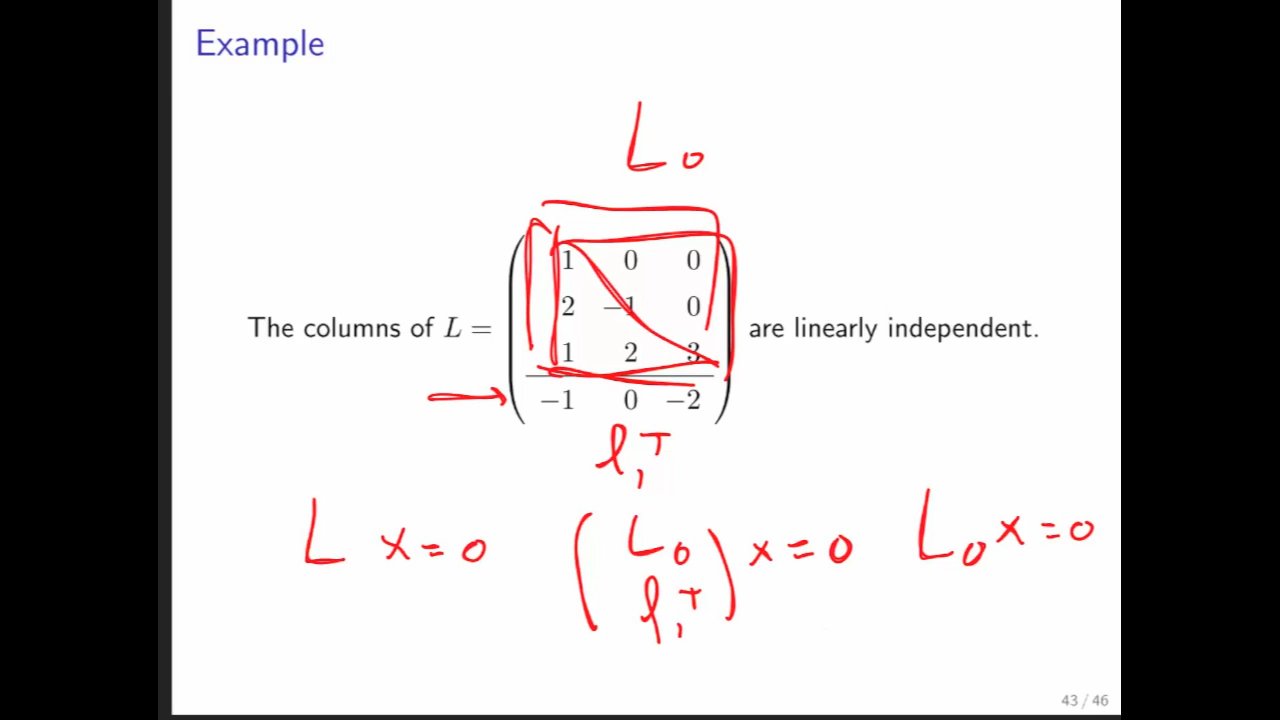 Example
L₀
1 0 0
2 −1 0
The columns of L = are linearly independent.
1 2 3
−1 0 −2
ℓ₁ᵀ
L x = 0 ( L₀ ) x = 0 L₀ x = 0
ℓ₁ᵀ
43 / 46